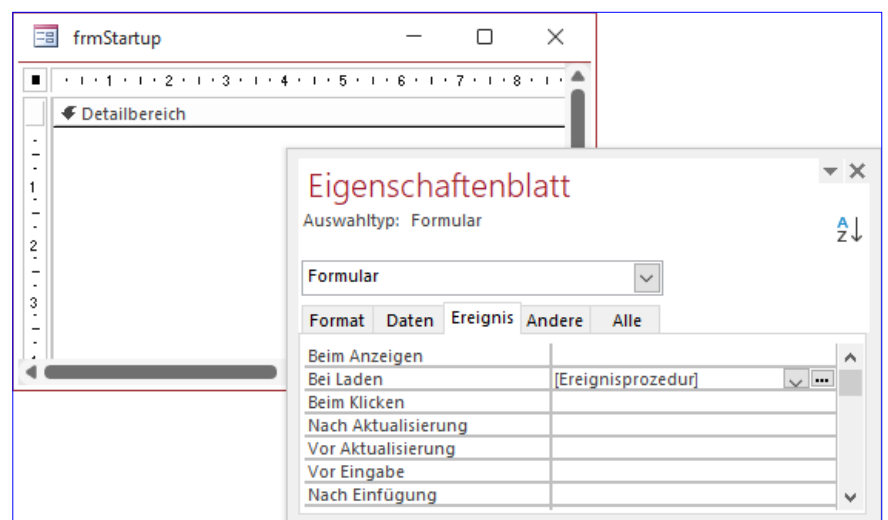 frmStartup
1 2 3 4 5 6 7 8
Detailbereich
1
2
3
Eigenschaftenblatt
Auswahltyp: Formular
A
Z
Formular
Format Daten Ereignis Andere Alle
Beim Anzeigen
Bei Laden [Ereignisprozedur]
Beim Klicken
Nach Aktualisierung
Vor Aktualisierung
Vor Eingabe
Nach Einfügung